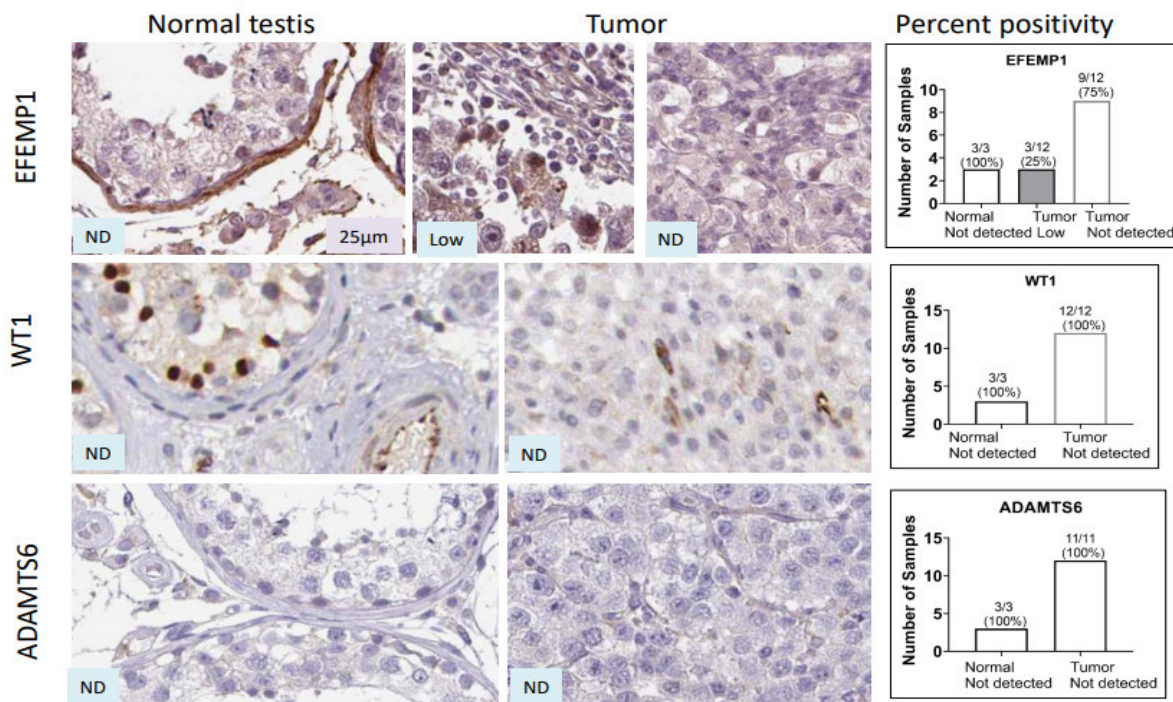 Normal testis
Tumor
Percent positivity
EFEMP1
ND
25μm
Low
ND
EFEMP1
9/12
(75%)
3/3
(100%)
3/12
(25%)
Number of Samples
10
8
6
4
2
0
Normal
Not detected
Tumor
Low
Tumor
Not detected
WT1
ND
ND
WT1
12/12
(100%)
3/3
(100%)
Number of Samples
15
10
5
0
Normal
Not detected
Tumor
Not detected
ADAMTS6
ND
ND
ADAMTS6
11/11
(100%)
3/3
(100%)
Number of Samples
15
10
5
0
Normal
Not detected
Tumor
Not detected